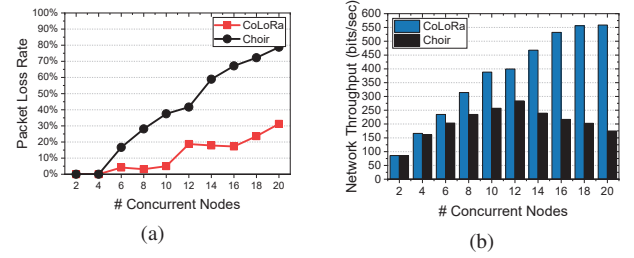 100%
90%
80%
70%
60%
50%
40%
30%
20%
10%
0%
Packet Loss Rate
CoLoRa
Choir
2 4 6 8 10 12 14 16 18 20
# Concurrent Nodes
(a)
600
550
500
450
400
350
300
250
200
150
100
50
0
Network Throughput (bits/sec)
CoLoRa
Choir
2 4 6 8 10 12 14 16 18 20
# Concurrent Nodes
(b)